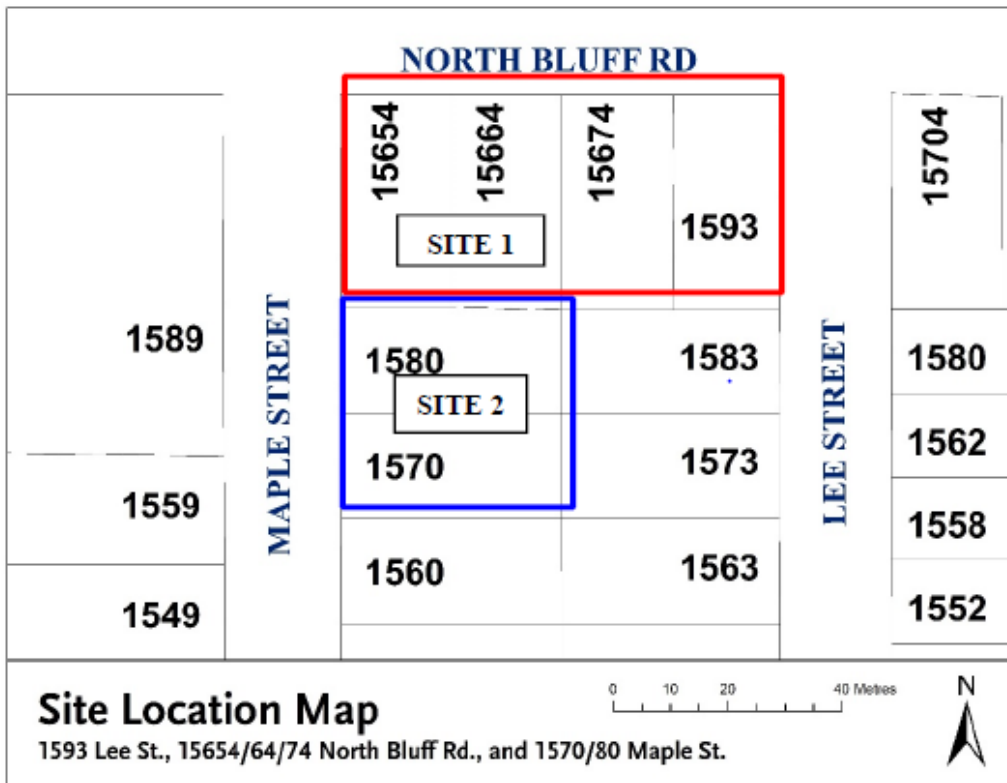 NORTH BLUFF RD
15654
15664
15674
15704
1593
SITE 1
MAPLE STREET
LEE STREET
1589
1580
1583
1580
SITE 2
1562
1570
1573
1559
1558
1560
1563
1549
1552
Site Location Map
1593 Lee St., 15654/64/74 North Bluff Rd., and 1570/80 Maple St.
0 10 20 40 Metres
N